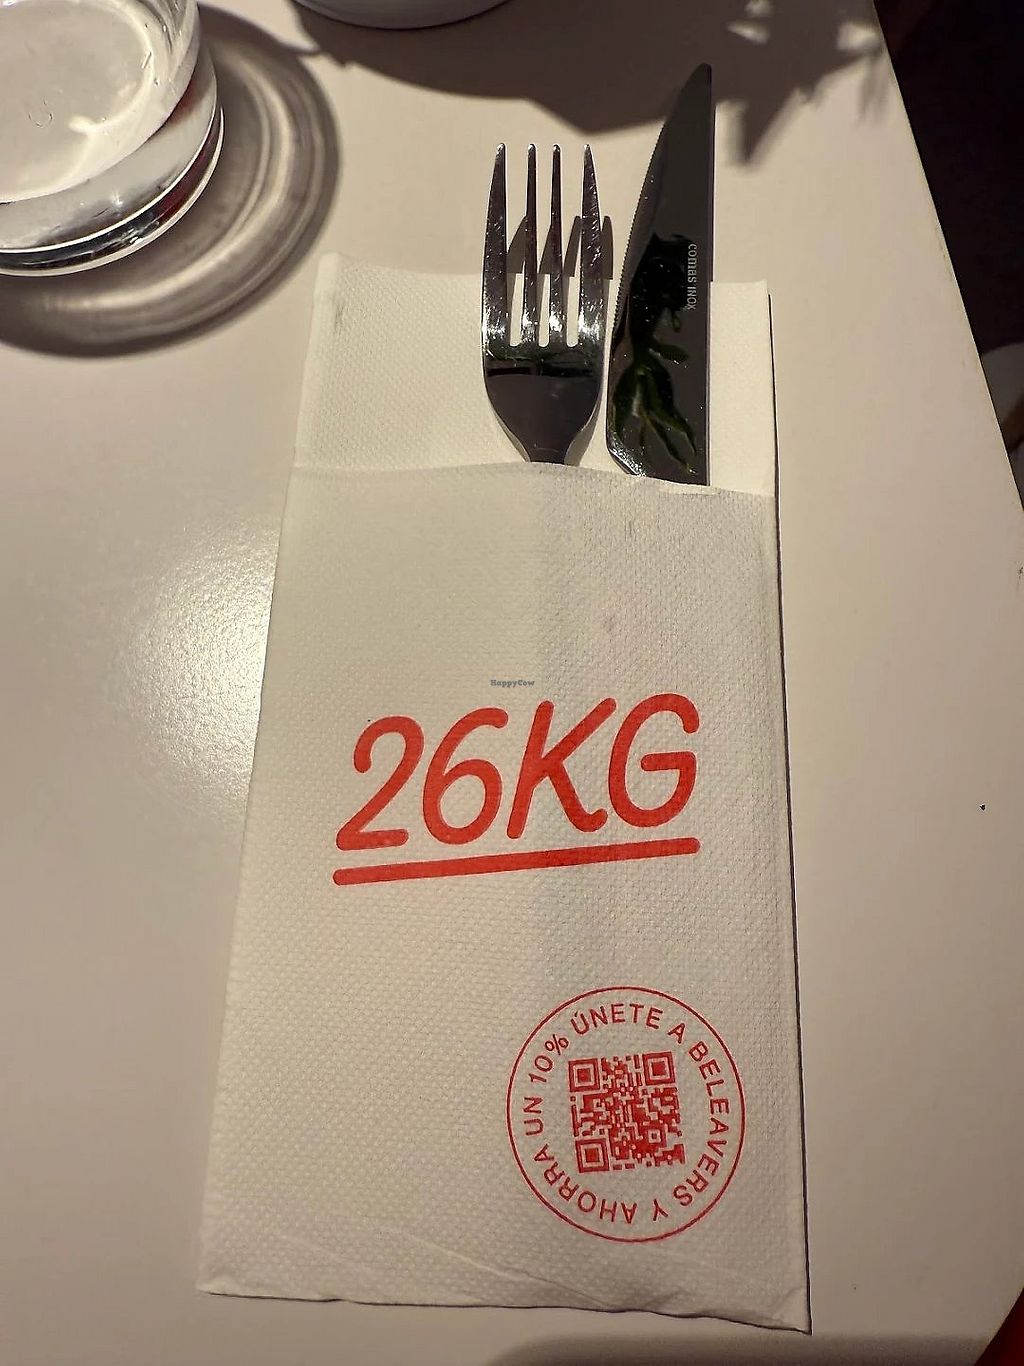 comas INOX
HappyCow
26KG
ÚNETE A BELEAVERS Y AHORRA UN 10%